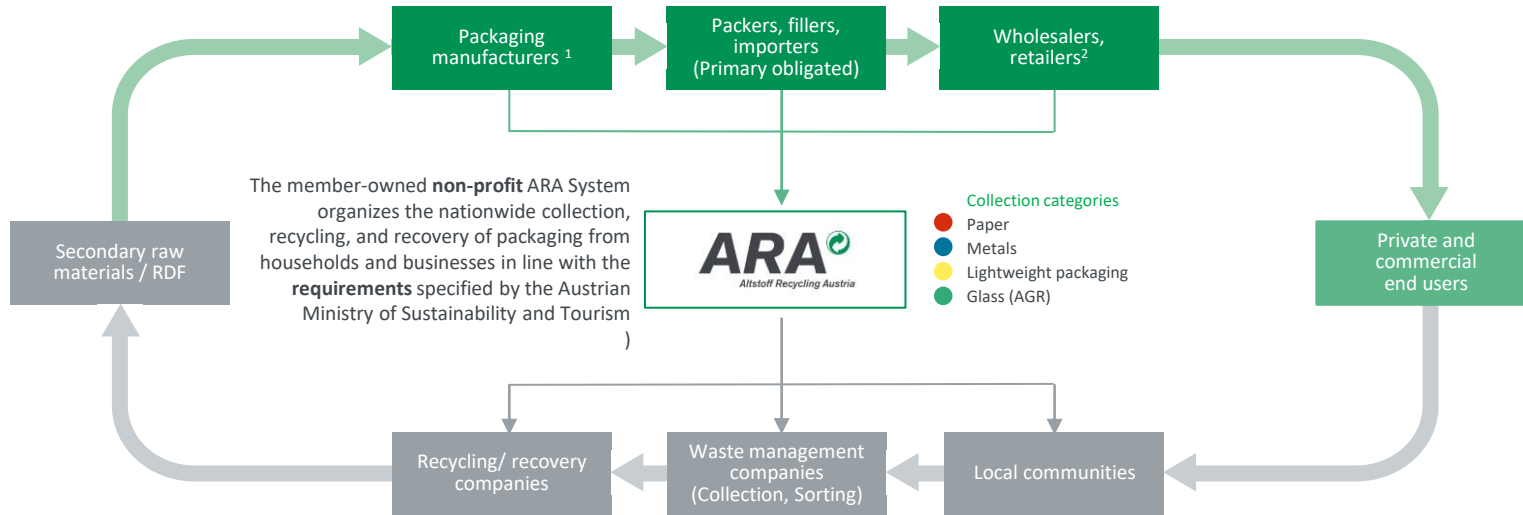 Packaging
manufacturers ¹
Packers, fillers,
importers
(Primary obligated)
Wholesalers,
retailers²
The member-owned non-profit ARA System
organizes the nationwide collection,
recycling, and recovery of packaging from
households and businesses in line with the
requirements specified by the Austrian
Ministry of Sustainability and Tourism
)
ARA
Altstoff Recycling Austria
Collection categories
Paper
Metals
Lightweight packaging
Glass (AGR)
Secondary raw
materials / RDF
Private and
commercial
end users
Recycling/ recovery
companies
Waste management
companies
(Collection, Sorting)
Local communities